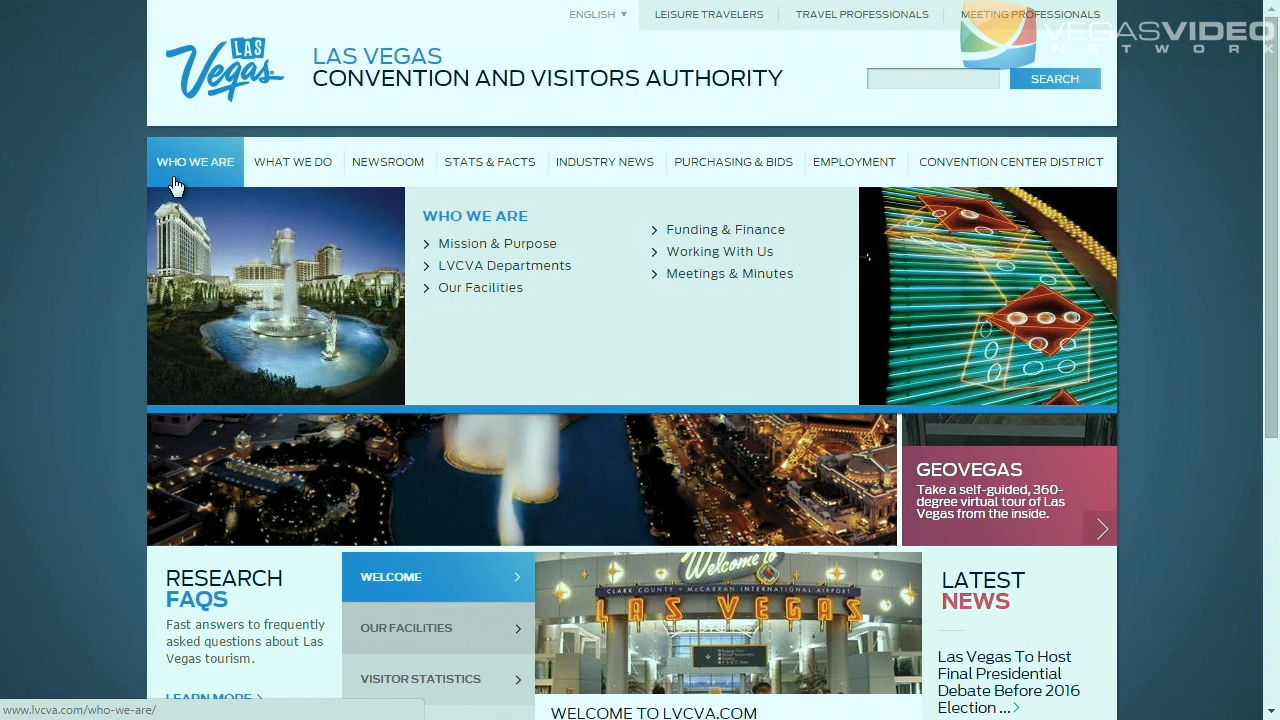 ENGLISH
LEISURE TRAVELERS
TRAVEL PROFESSIONALS
MEETING PROFESSIONALS
VEGASVIDEO
NETWORK
LAS
Vegas
LAS VEGAS
CONVENTION AND VISITORS AUTHORITY
SEARCH
WHO WE ARE
WHAT WE DO
NEWSROOM
STATS & FACTS
INDUSTRY NEWS
PURCHASING & BIDS
EMPLOYMENT
CONVENTION CENTER DISTRICT
WHO WE ARE
Mission & Purpose
LVCVA Departments
Our Facilities
Funding & Finance
Working With Us
Meetings & Minutes
GEOVEGAS
Take a self-guided, 360-
degree virtual tour of Las
Vegas from the inside.
RESEARCH
FAQS
Fast answers to frequently
asked questions about Las
Vegas tourism.
LEARN MORE
WELCOME
OUR FACILITIES
VISITOR STATISTICS
Welcome to
CLARK COUNTY • McCARRAN INTERNATIONAL AIRPORT
LAS VEGAS
WELCOME TO LVCVA.COM
LATEST
NEWS
Las Vegas To Host
Final Presidential
Debate Before 2016
Election ...
www.lvcva.com/who-we-are/